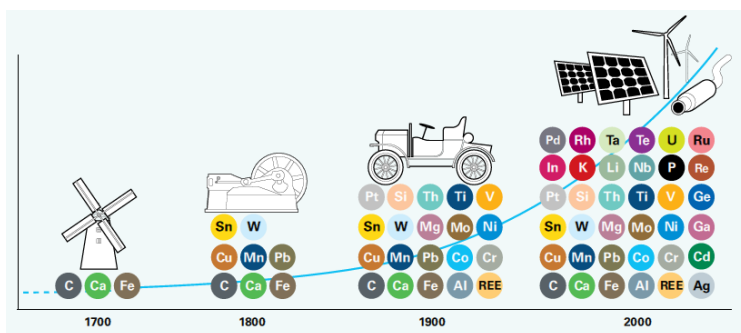 Pd Rh Ta Te U Ru
In K Li Nb P Re
Pt Si Th Ti V
Pt Si Th Ti V Ge
Sn W
Sn W Mg Mo Ni
Sn W Mg Mo Ni Ga
Cu Mn Pb
Cu Mn Pb Co Cr
Cu Mn Pb Co Cr Cd
C Ca Fe
C Ca Fe
C Ca Fe Al REE
C Ca Fe Al REE Ag
1700
1800
1900
2000